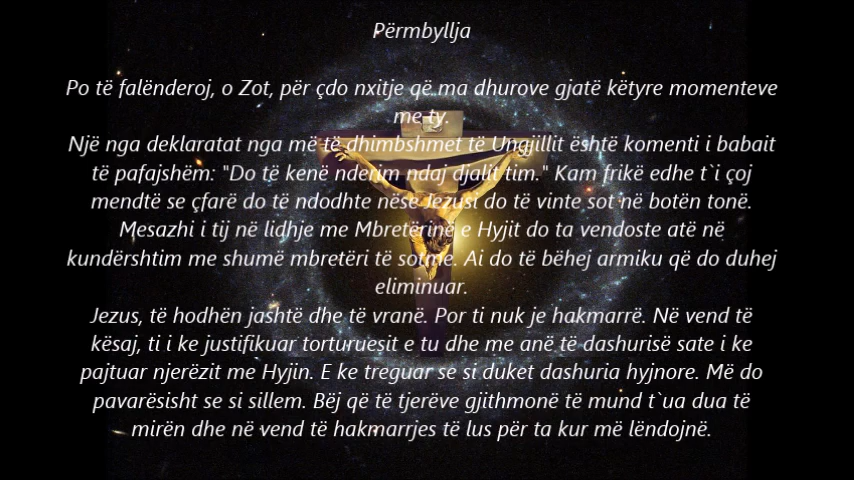 Përmbyllja
Po të falënderoj, o Zot, për çdo nxitje që ma dhurove gjatë këtyre momenteve
me ty.
Një nga deklaratat nga më të dhimbshmet të Ungjillit është komenti i babait
të pafajshëm: "Do të kenë nderim ndaj djalit tim." Kam frikë edhe t`i çoj
mendtë se çfarë do të ndodhte nëse Jezusi do të vinte sot në botën tonë.
Mesazhi i tij në lidhje me Mbretërinë e Hyjit do ta vendoste atë në
kundërshtim me shumë mbretëri të sotme. Ai do të bëhej armiku që do duhej
eliminuar.
Jezus, të hodhën jashtë dhe të vranë. Por ti nuk je hakmarrë. Në vend të
kësaj, ti i ke justifikuar torturuesit e tu dhe me anë të dashurisë sate i ke
pajtuar njerëzit me Hyjin. E ke treguar se si duket dashuria hyjnore. Më do
pavarësisht se si sillem. Bëj që të tjerëve gjithmonë të mund t`ua dua të
mirën dhe në vend të hakmarrjes të lus për ta kur më lëndojnë.